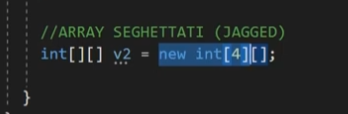 //ARRAY SEGHETTATI (JAGGED)
int[][] v2 = new int[4][];
}